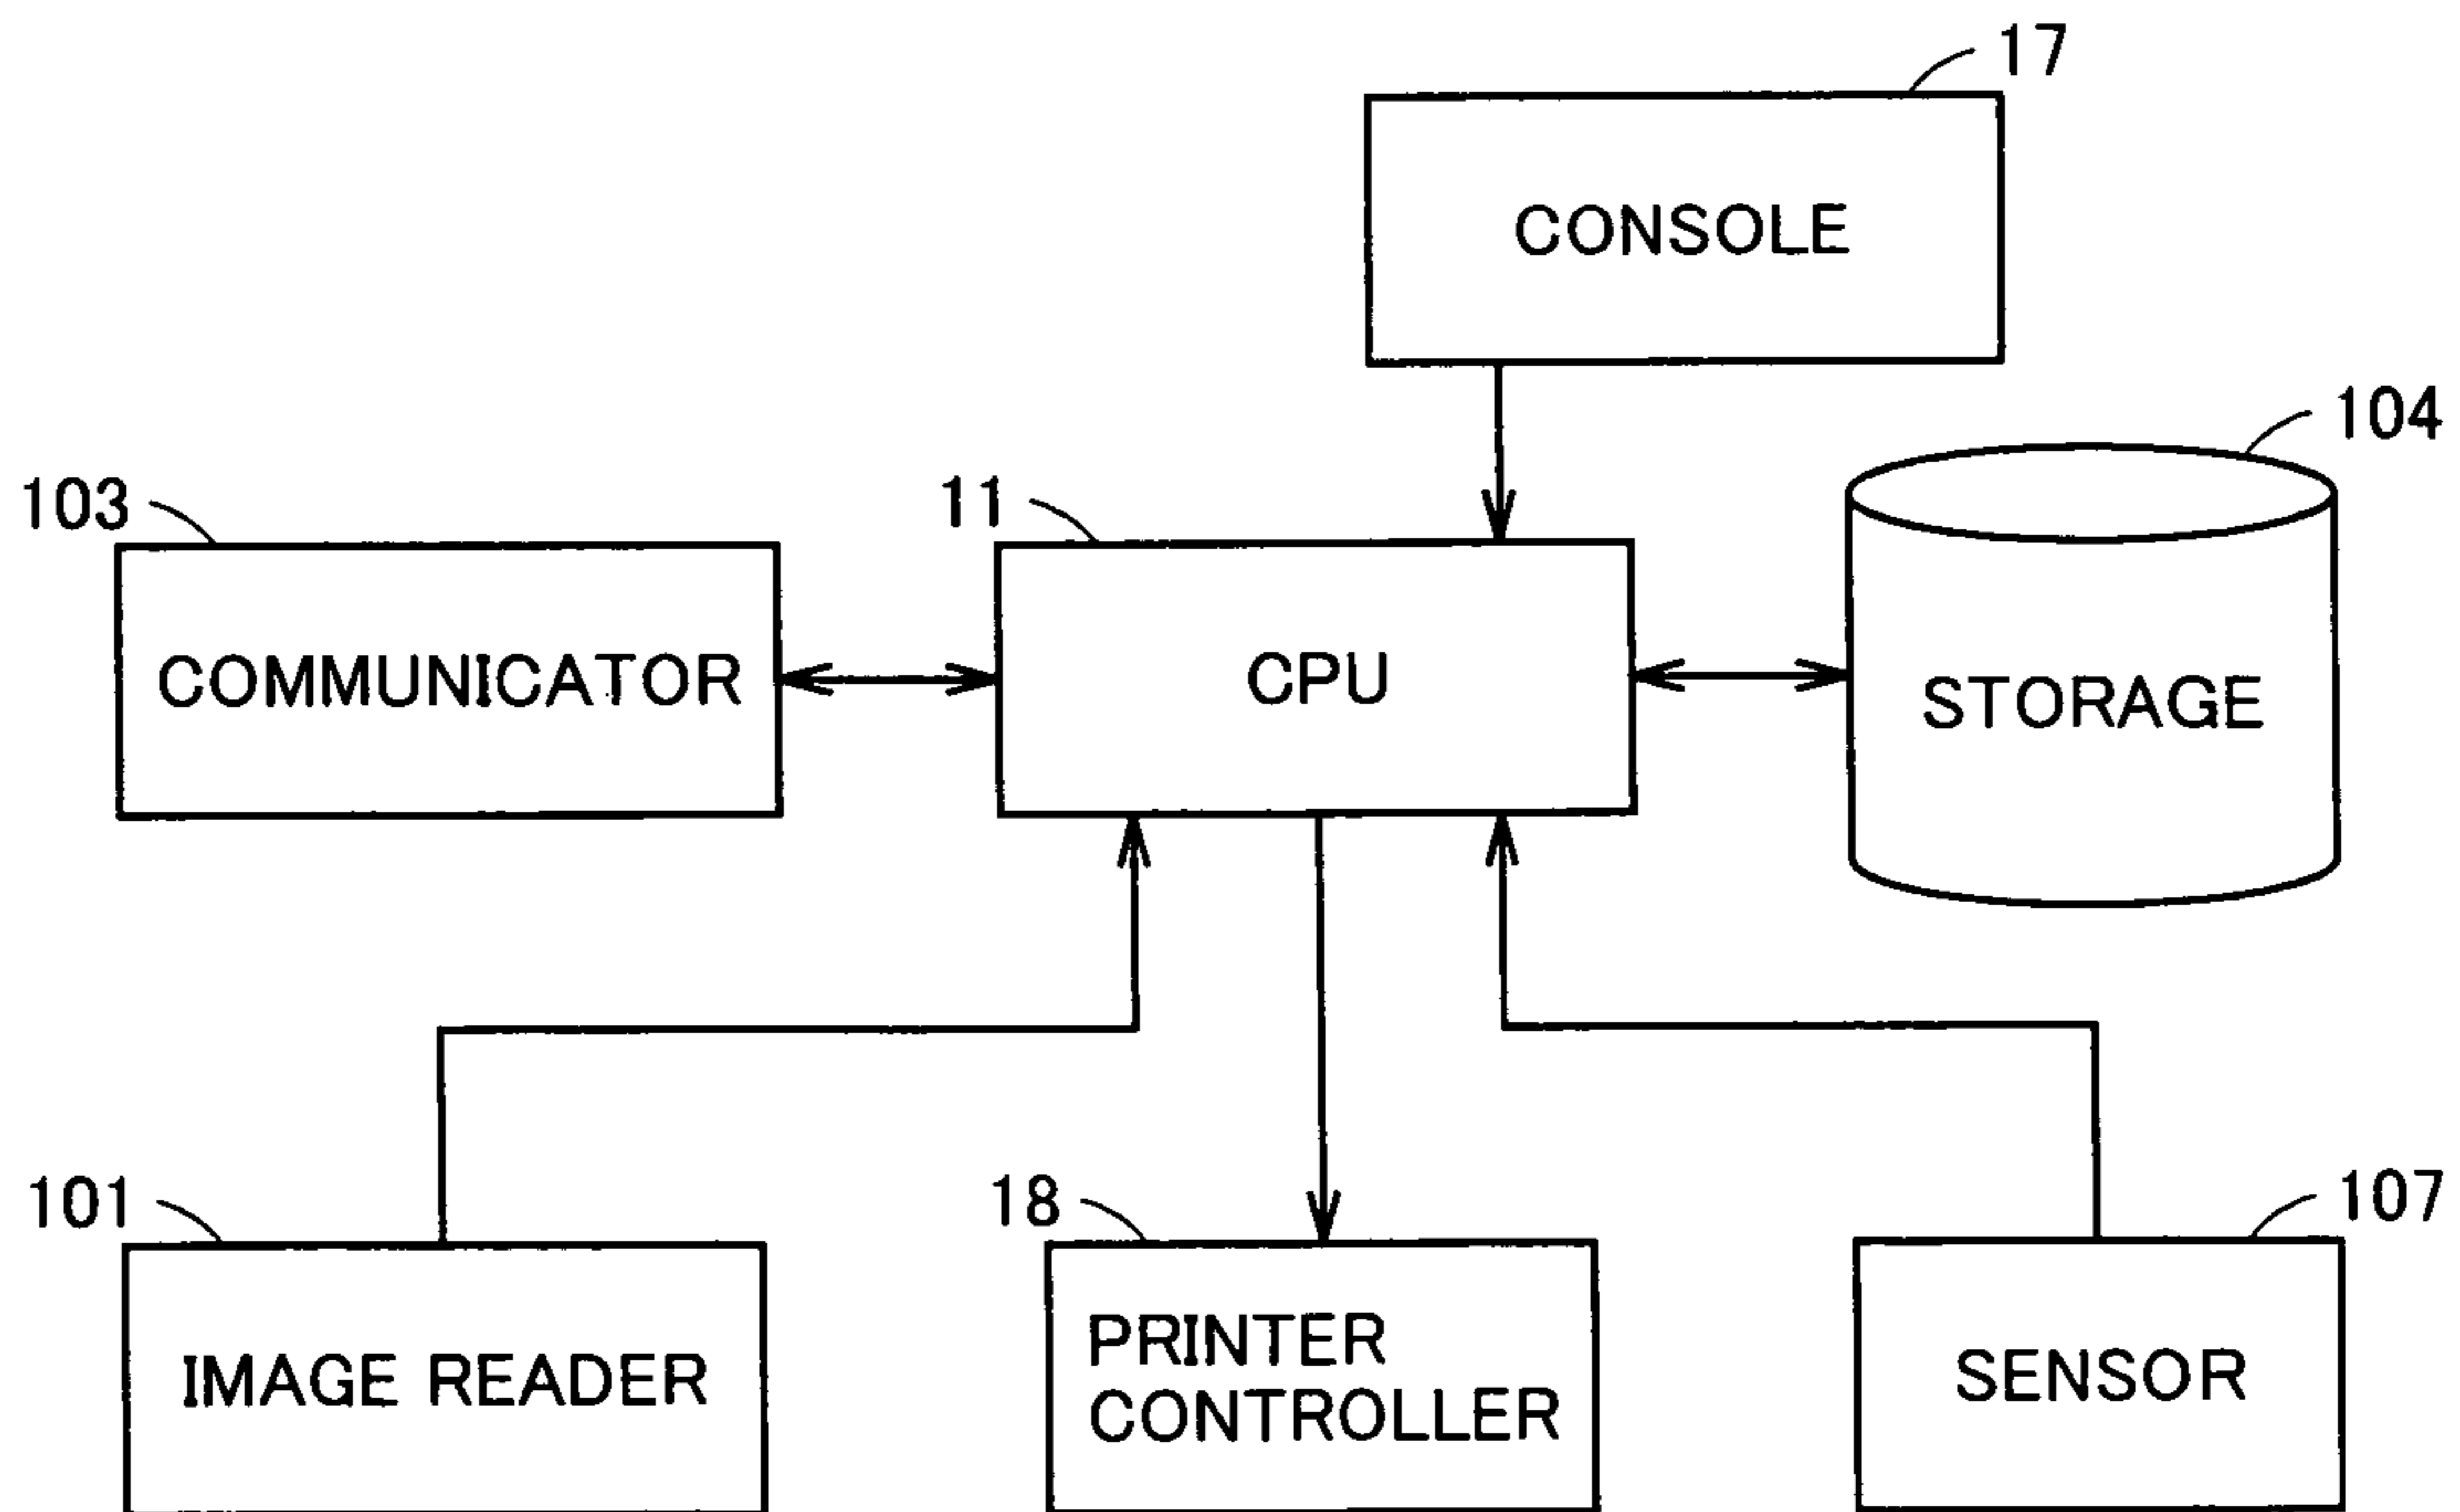 17
CONSOLE
104
103
11
COMMUNICATOR
CPU
STORAGE
101
18
107
IMAGE READER
PRINTER
CONTROLLER
SENSOR